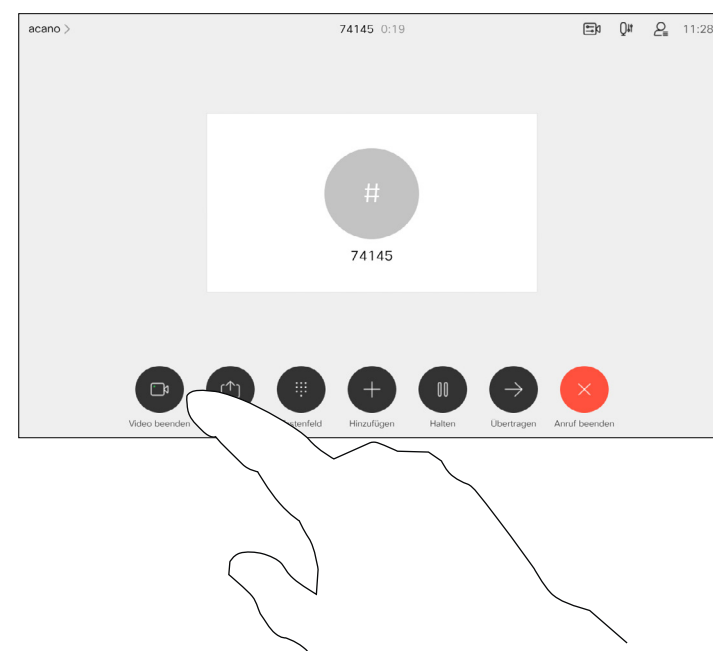 acano >
74145 0:19
11:28
#
74145
Video beenden
Hinzufügen
Halten
Übertragen
Anruf beenden